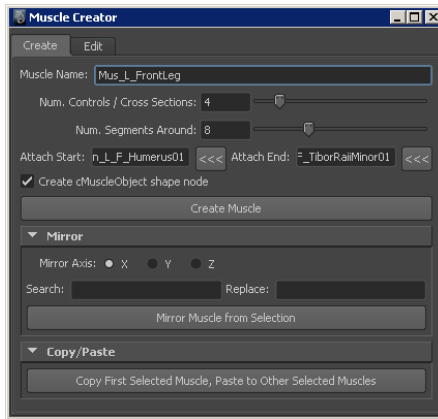 Muscle Creator
Create Edit
Muscle Name: Mus_L_FrontLeg
Num. Controls / Cross Sections: 4
Num. Segments Around: 8
Attach Start: n_L_F_Humerus01 <<< Attach End: F_TiborRaiiMinor01 <<<
Create cMuscleObject shape node
Create Muscle
Mirror
Mirror Axis: X Y Z
Search: Replace:
Mirror Muscle from Selection
Copy/Paste
Copy First Selected Muscle, Paste to Other Selected Muscles